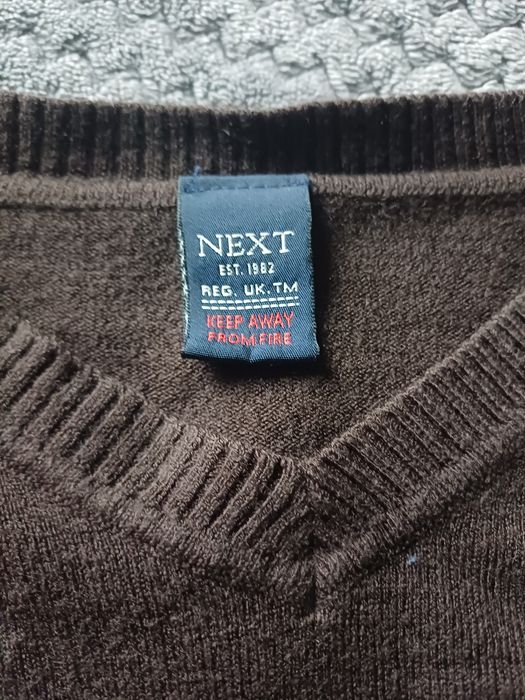 NEXT
EST. 1982
REG. UK. TM
KEEP AWAY
FROM FIRE